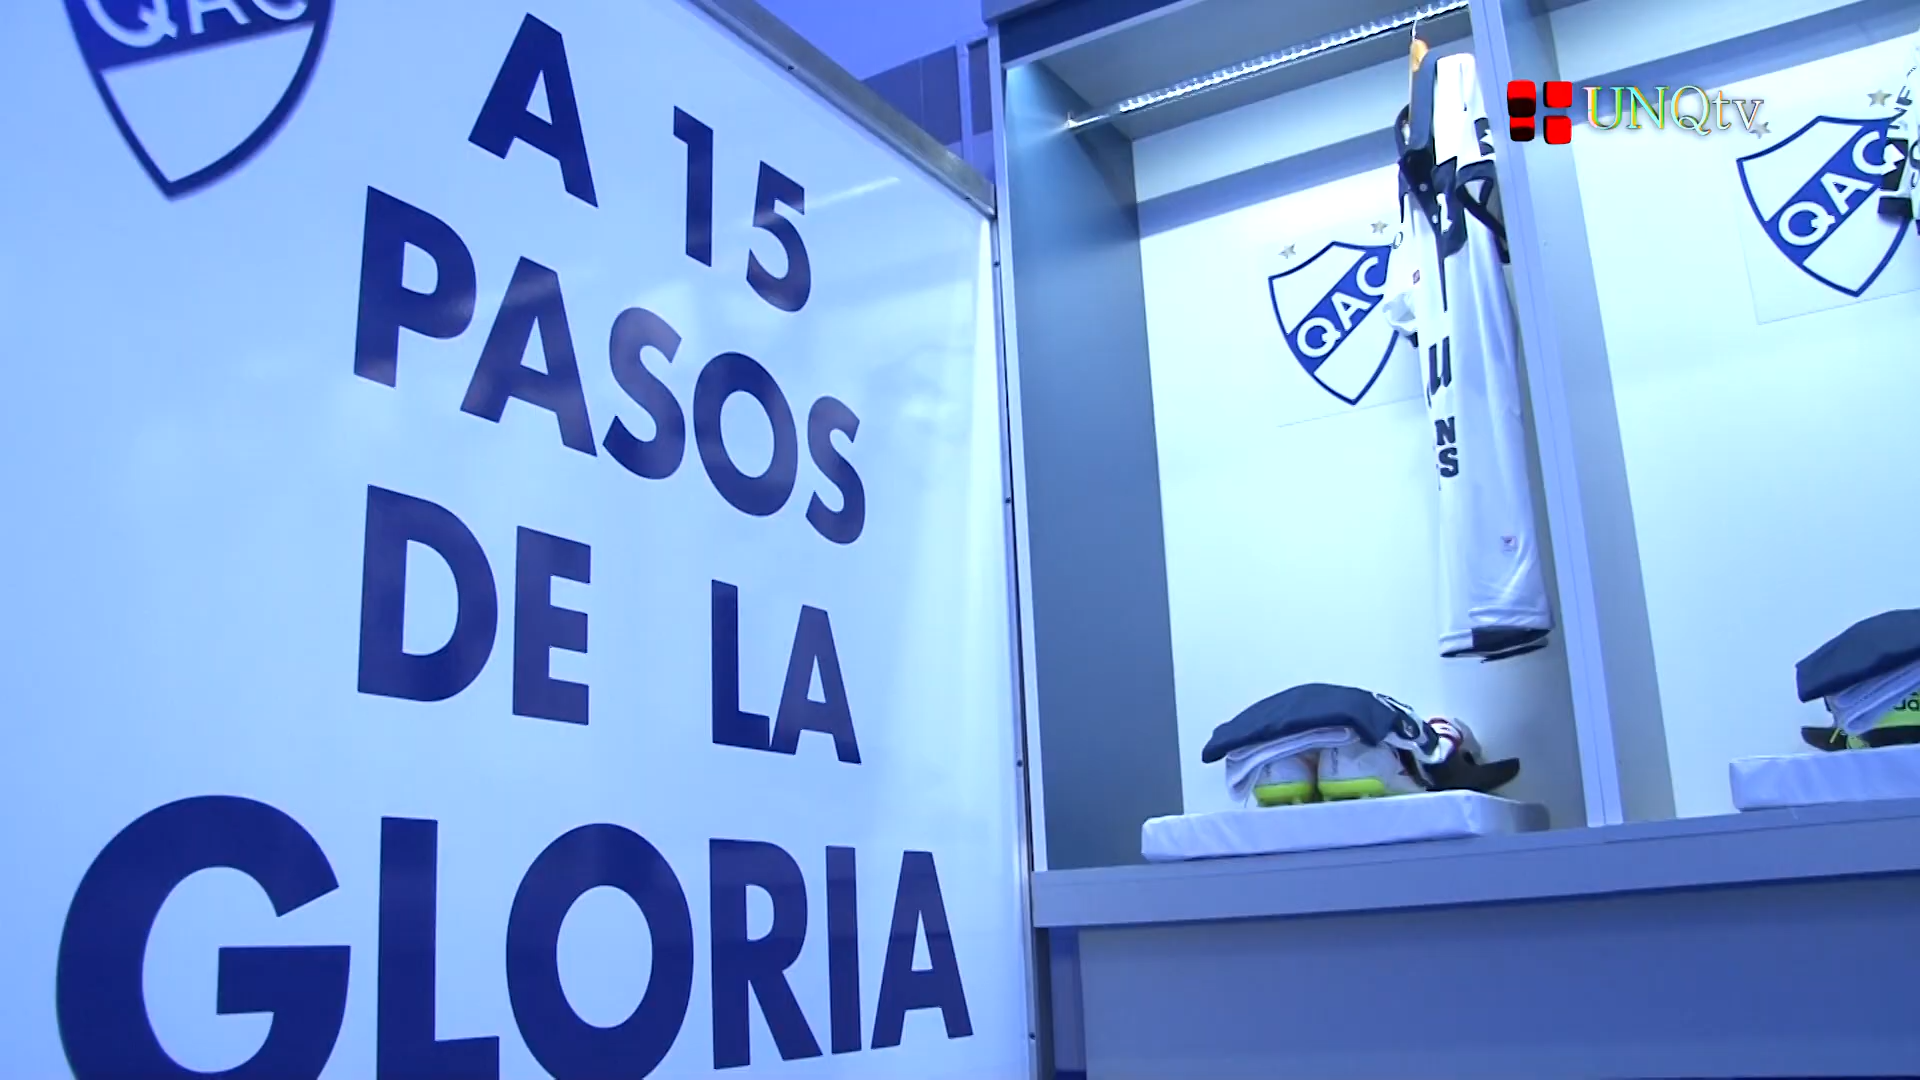 QAC
A 15
PASOS
DE LA
GLORIA
QAC
QAC
UNQtv